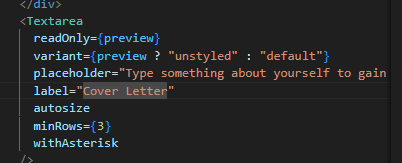 </div>
<Textarea
readOnly={preview}
variant={preview ? "unstyled" : "default"}
placeholder="Type something about yourself to gain
label="Cover Letter"
autosize
minRows={3}
withAsterisk
/>